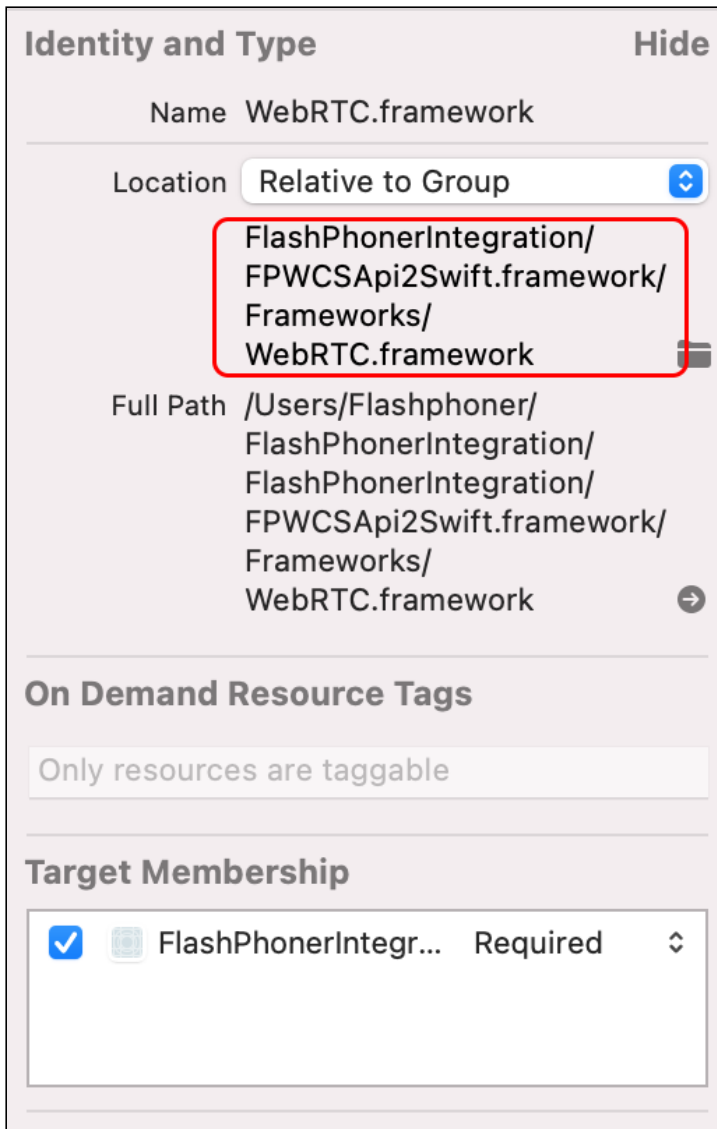 Identity and Type Hide
Name WebRTC.framework
Location Relative to Group
FlashPhonerIntegration/
FPWCSApi2Swift.framework/
Frameworks/
WebRTC.framework
Full Path /Users/Flashphoner/
FlashPhonerIntegration/
FlashPhonerIntegration/
FPWCSApi2Swift.framework/
Frameworks/
WebRTC.framework
On Demand Resource Tags
Only resources are taggable
Target Membership
FlashPhonerIntegr... Required